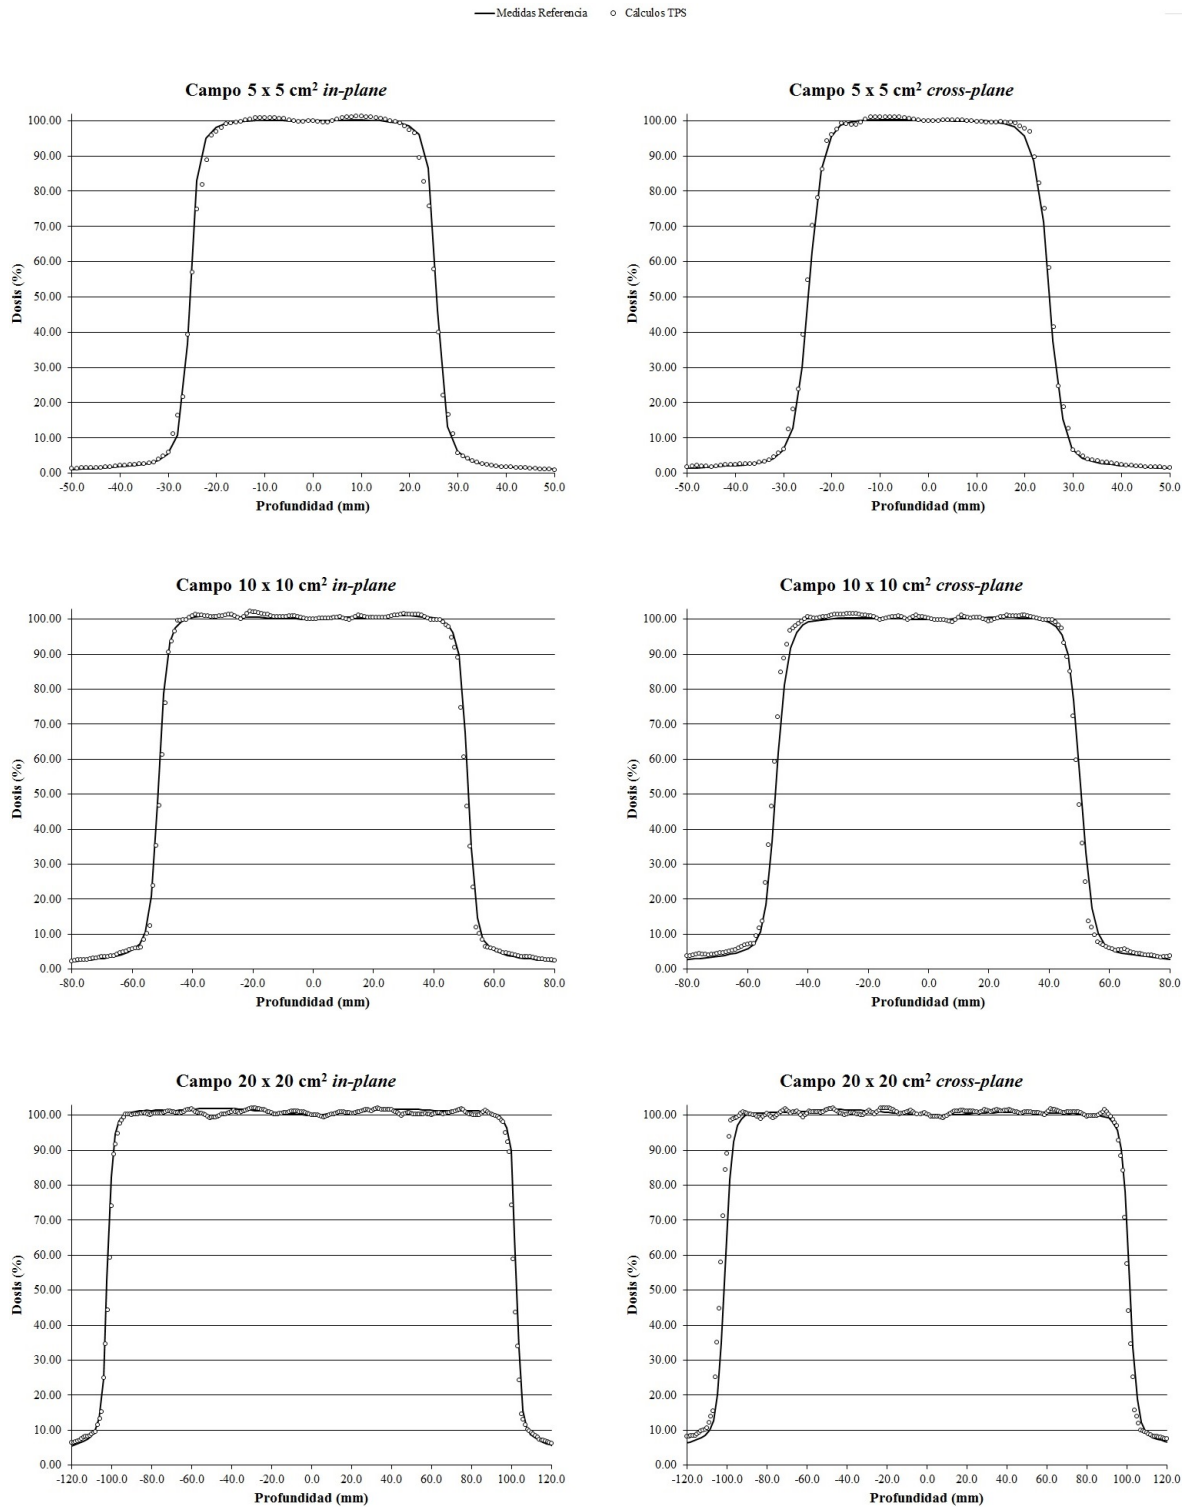 Medidas Referencia Cálculos TPS
Campo 5 x 5 cm² in-plane
100.00
90.00
80.00
70.00
60.00
50.00
40.00
30.00
20.00
10.00
0.00
Dosis (%)
-50.0 -40.0 -30.0 -20.0 -10.0 0.0 10.0 20.0 30.0 40.0 50.0
Profundidad (mm)
Campo 5 x 5 cm² cross-plane
100.00
90.00
80.00
70.00
60.00
50.00
40.00
30.00
20.00
10.00
0.00
Dosis (%)
-50.0 -40.0 -30.0 -20.0 -10.0 0.0 10.0 20.0 30.0 40.0 50.0
Profundidad (mm)
Campo 10 x 10 cm² in-plane
100.00
90.00
80.00
70.00
60.00
50.00
40.00
30.00
20.00
10.00
0.00
Dosis (%)
-80.0 -60.0 -40.0 -20.0 0.0 20.0 40.0 60.0 80.0
Profundidad (mm)
Campo 10 x 10 cm² cross-plane
100.00
90.00
80.00
70.00
60.00
50.00
40.00
30.00
20.00
10.00
0.00
Dosis (%)
-80.0 -60.0 -40.0 -20.0 0.0 20.0 40.0 60.0 80.0
Profundidad (mm)
Campo 20 x 20 cm² in-plane
100.00
90.00
80.00
70.00
60.00
50.00
40.00
30.00
20.00
10.00
0.00
Dosis (%)
-120.0 -100.0 -80.0 -60.0 -40.0 -20.0 0.0 20.0 40.0 60.0 80.0 100.0 120.0
Profundidad (mm)
Campo 20 x 20 cm² cross-plane
100.00
90.00
80.00
70.00
60.00
50.00
40.00
30.00
20.00
10.00
0.00
Dosis (%)
-120.0 -100.0 -80.0 -60.0 -40.0 -20.0 0.0 20.0 40.0 60.0 80.0 100.0 120.0
Profundidad (mm)